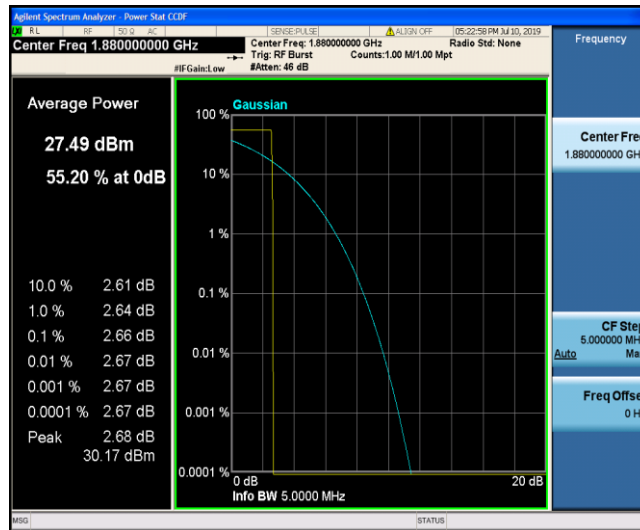 Agilent Spectrum Analyzer - Power Stat CCDF
RL RF 50 Ω AC SENSE:PULSE ALIGN OFF 05:22:58 PM Jul 10, 2019
Center Freq 1.880000000 GHz
Center Freq: 1.880000000 GHz Radio Std: None
Trig: RF Burst Counts:1.00 M/1.00 Mpt
#IFGain:Low #Atten: 46 dB
Frequency
Average Power
27.49 dBm
55.20 % at 0dB
10.0 % 2.61 dB
1.0 % 2.64 dB
0.1 % 2.66 dB
0.01 % 2.67 dB
0.001 % 2.67 dB
0.0001 % 2.67 dB
Peak 2.68 dB
30.17 dBm
Gaussian
100 %
10 %
1 %
0.1 %
0.01 %
0.001 %
0.0001 %
0 dB 20 dB
Info BW 5.0000 MHz
Center Fre
1.880000000 GH
CF Step
5.000000 MH
Auto Ma
Freq Offse
0 H
MSG STATUS